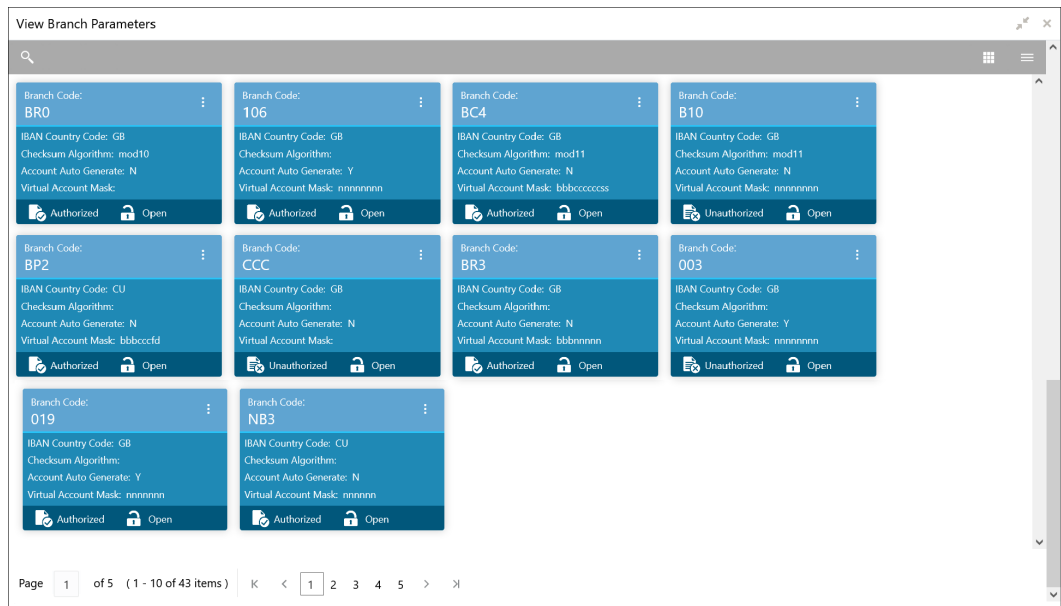 View Branch Parameters
Branch Code:
BR0
IBAN Country Code: GB
Checksum Algorithm: mod10
Account Auto Generate: N
Virtual Account Mask:
Authorized Open
Branch Code:
106
IBAN Country Code: GB
Checksum Algorithm:
Account Auto Generate: Y
Virtual Account Mask: nnnnnnnn
Authorized Open
Branch Code:
BC4
IBAN Country Code: GB
Checksum Algorithm: mod11
Account Auto Generate: N
Virtual Account Mask: bbbcccccccss
Authorized Open
Branch Code:
B10
IBAN Country Code: GB
Checksum Algorithm: mod11
Account Auto Generate: N
Virtual Account Mask: nnnnnnnn
Unauthorized Open
Branch Code:
BP2
IBAN Country Code: CU
Checksum Algorithm:
Account Auto Generate: N
Virtual Account Mask: bbbcccfd
Authorized Open
Branch Code:
CCC
IBAN Country Code: GB
Checksum Algorithm:
Account Auto Generate: N
Virtual Account Mask:
Unauthorized Open
Branch Code:
BR3
IBAN Country Code: GB
Checksum Algorithm:
Account Auto Generate: N
Virtual Account Mask: bbbnnnnn
Authorized Open
Branch Code:
003
IBAN Country Code: GB
Checksum Algorithm:
Account Auto Generate: Y
Virtual Account Mask: nnnnnnnn
Unauthorized Open
Branch Code:
019
IBAN Country Code: GB
Checksum Algorithm:
Account Auto Generate: Y
Virtual Account Mask: nnnnnnn
Authorized Open
Branch Code:
NB3
IBAN Country Code: CU
Checksum Algorithm:
Account Auto Generate: N
Virtual Account Mask: nnnnnn
Authorized Open
Page 1 of 5 ( 1 - 10 of 43 items ) 1 2 3 4 5